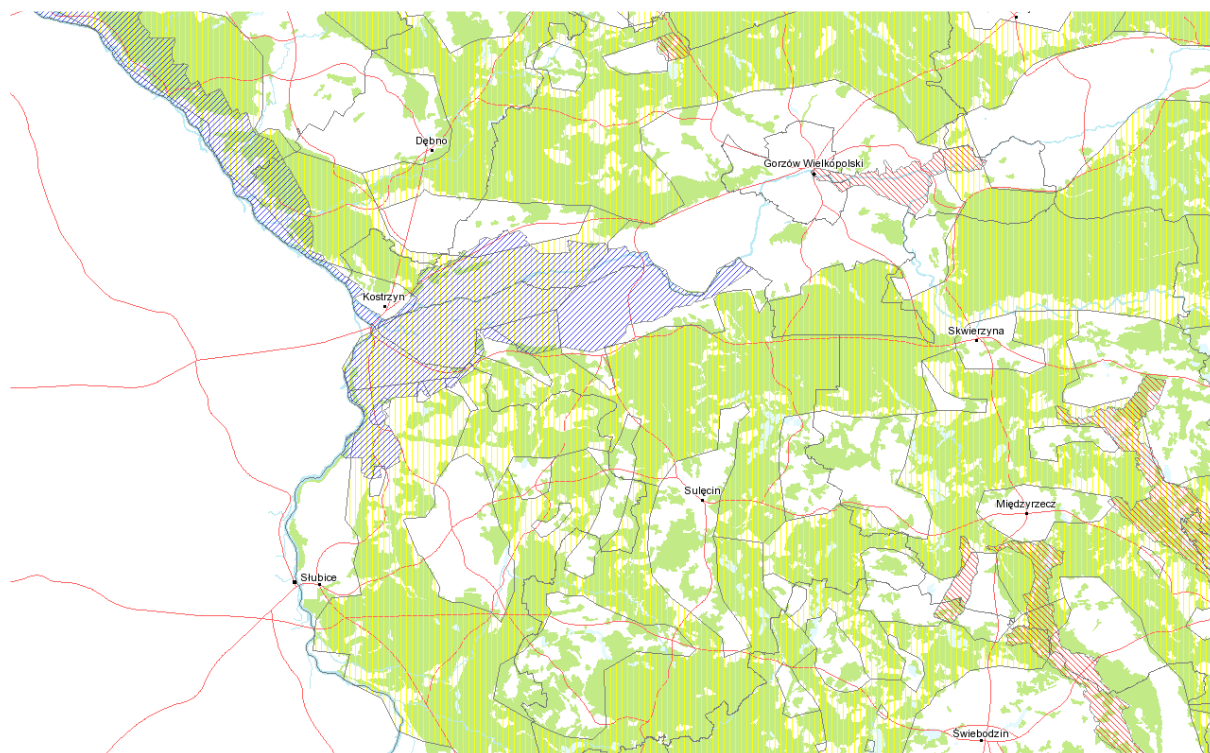 Dębno
Gorzów Wielkopolski
Kostrzyn
Skwierzyna
Sulęcin
Międzyrzecz
Słubice
Świebodzin